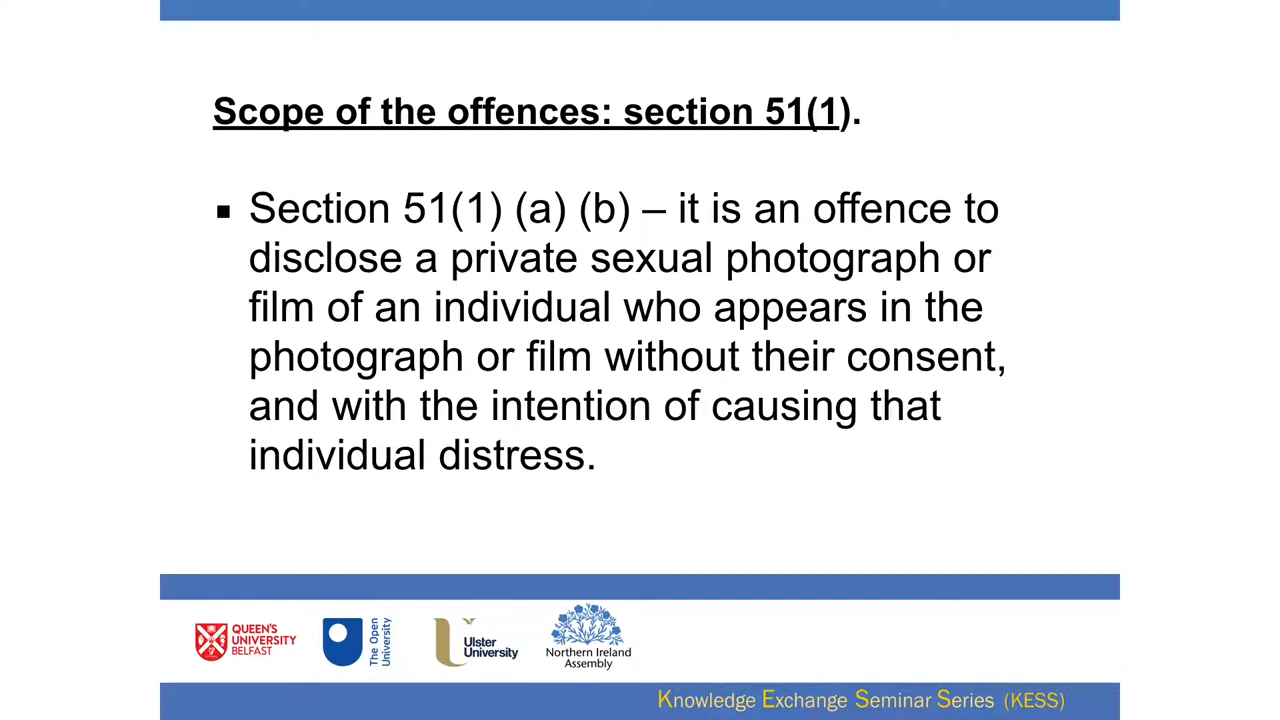 Scope of the offences: section 51(1).
▪ Section 51(1) (a) (b) – it is an offence to
disclose a private sexual photograph or
film of an individual who appears in the
photograph or film without their consent,
and with the intention of causing that
individual distress.
QUEEN'S
UNIVERSITY
BELFAST
The Open
University
Ulster
University
Northern Ireland
Assembly
Knowledge Exchange Seminar Series (KESS)